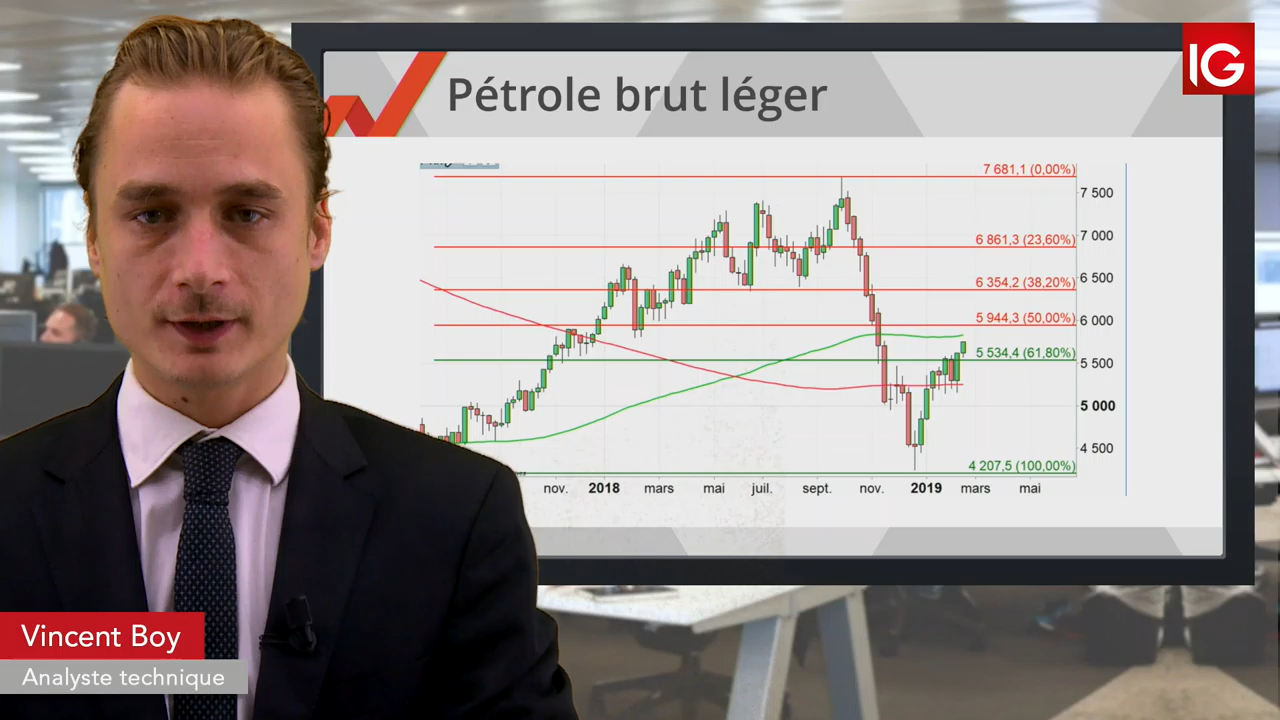 IG
Pétrole brut léger
7 681,1 (0,00%)
7 500
7 000
6 861,3 (23,60%)
6 500
6 354,2 (38,20%)
6 000
5 944,3 (50,00%)
5 534,4 (61,80%)
5 500
5 000
4 500
4 207,5 (100,00%)
nov. 2018 mars mai juil. sept. nov. 2019 mars mai
Vincent Boy
Analyste technique